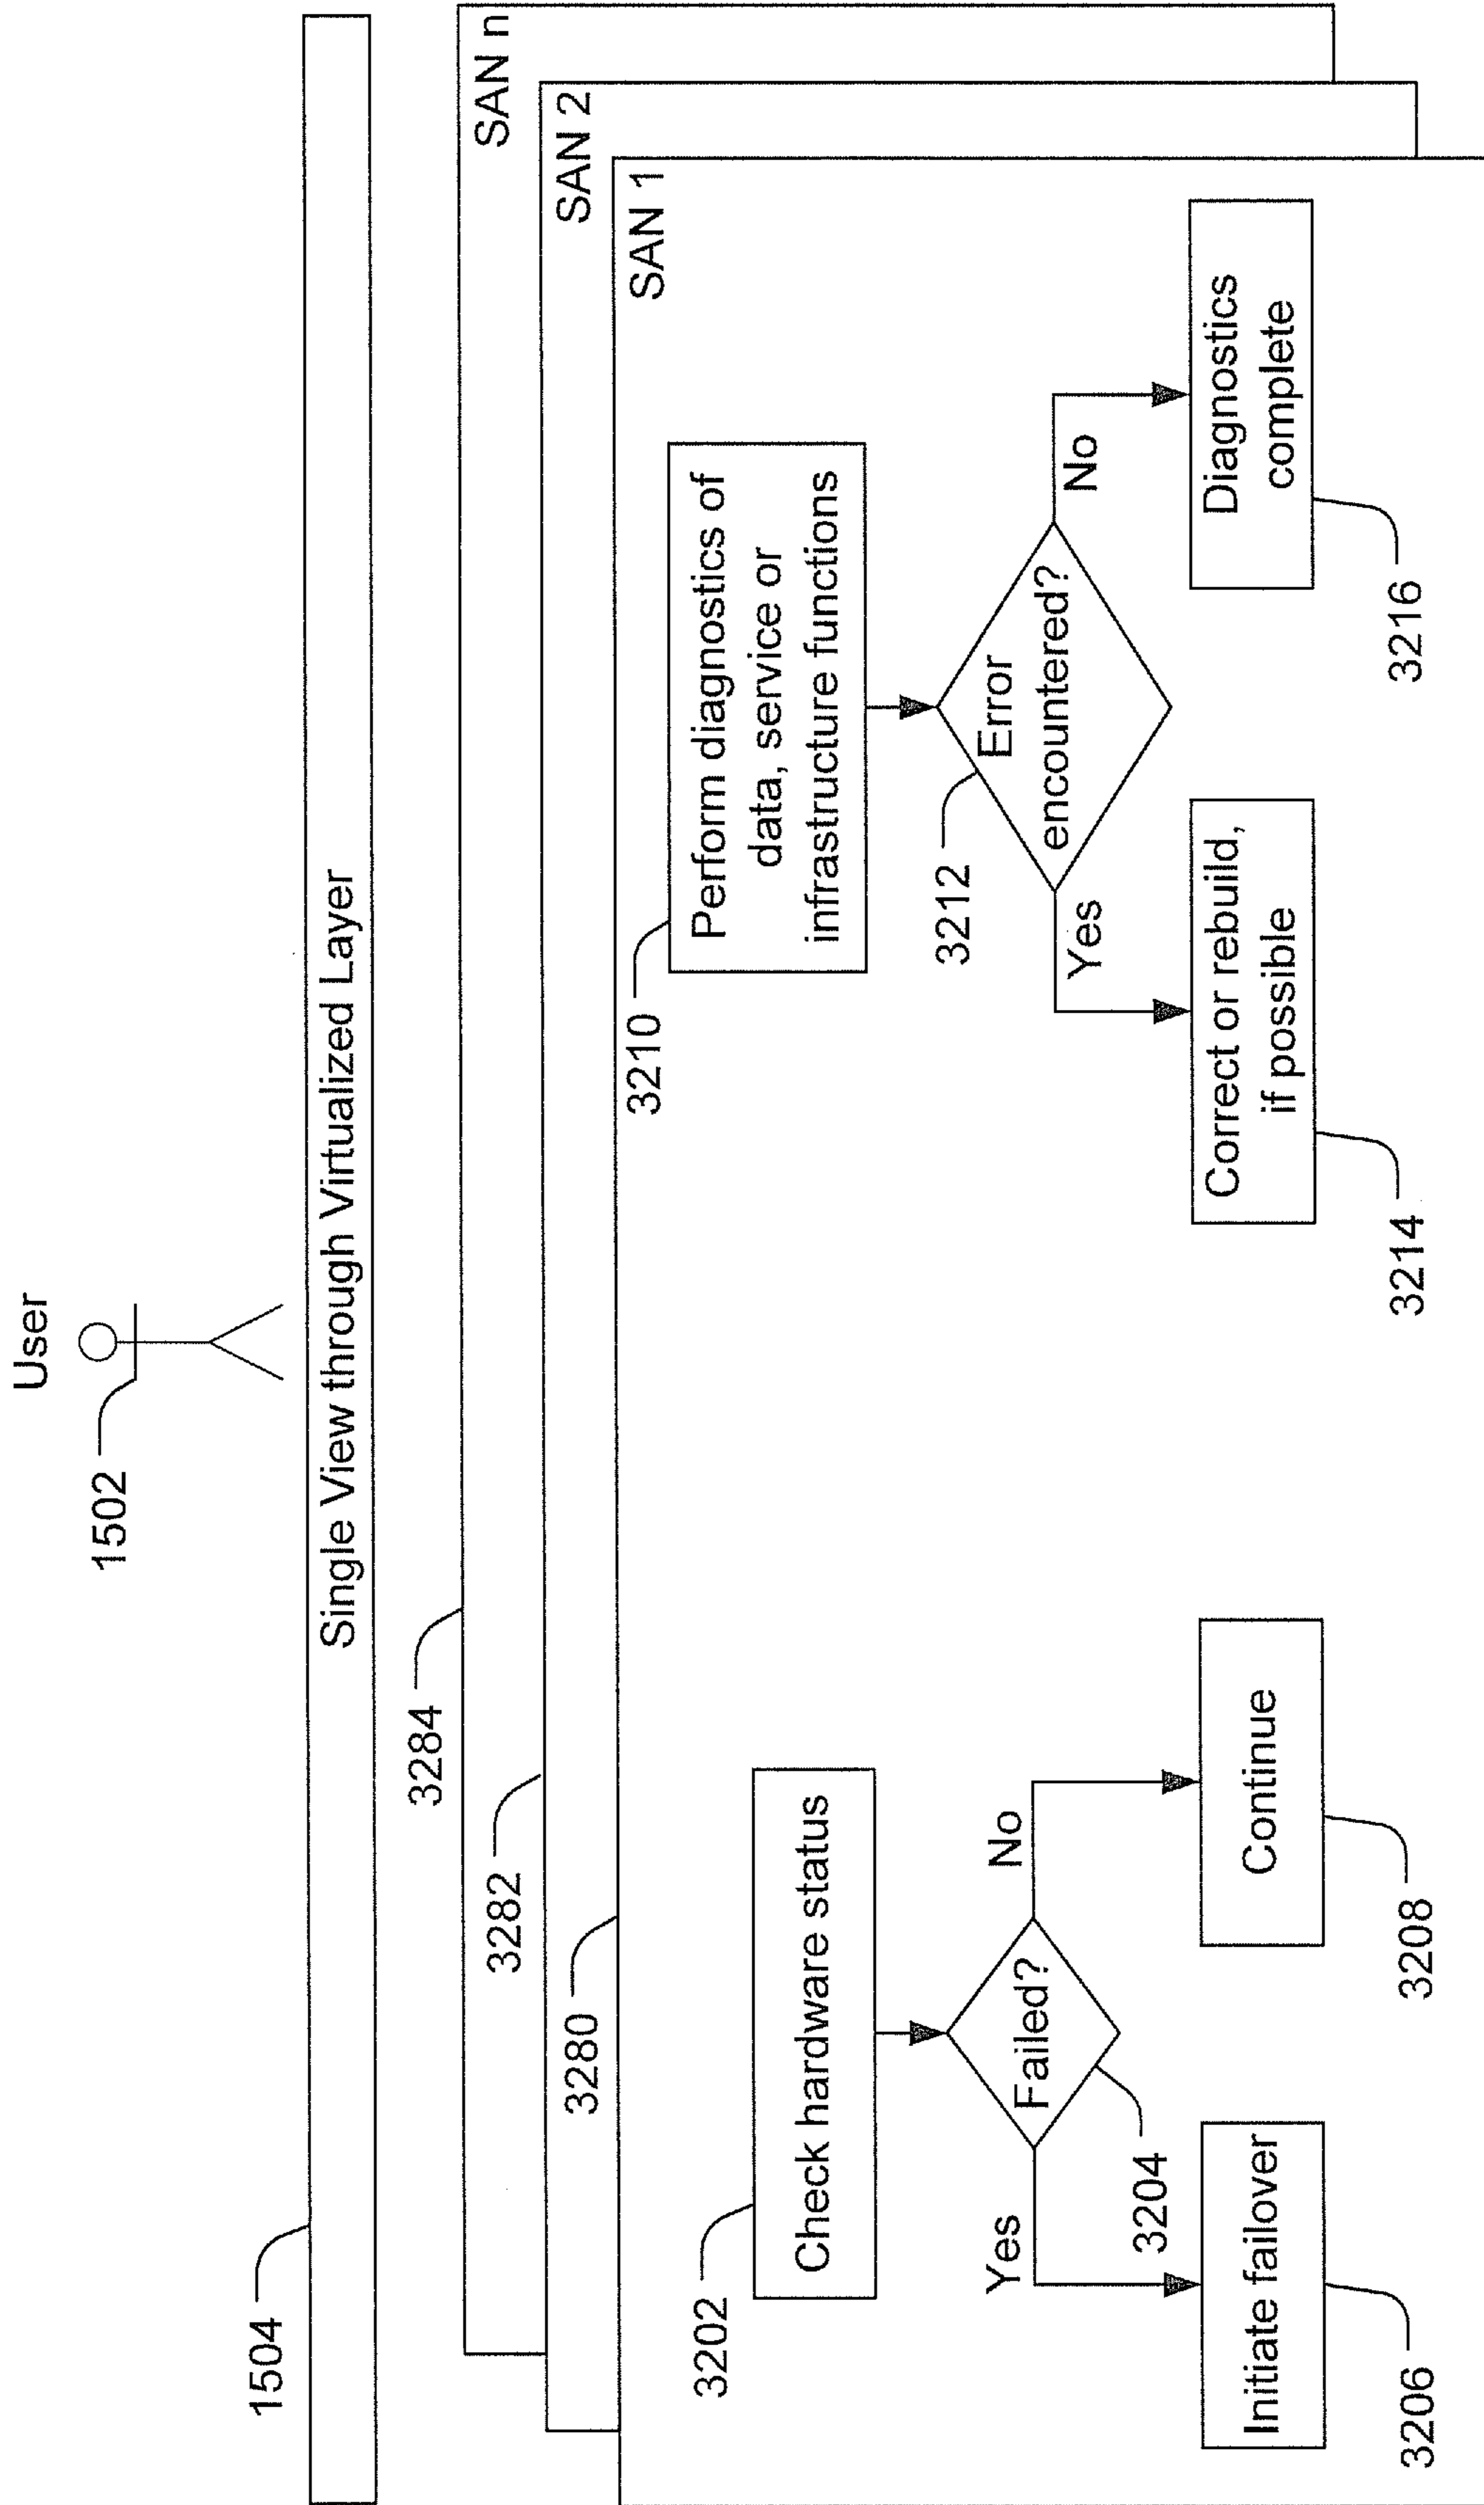 User
1502
1504
Single View through Virtualized Layer
3284
SAN n
3282
SAN 2
3280
SAN 1
3202
Check hardware status
Failed?
3204
Yes
No
Initiate failover
3206
Continue
3208
3210
Perform diagnostics of
data, service or
infrastructure functions
3212
Error
encountered?
Yes
No
Correct or rebuild,
if possible
3214
Diagnostics
complete
3216